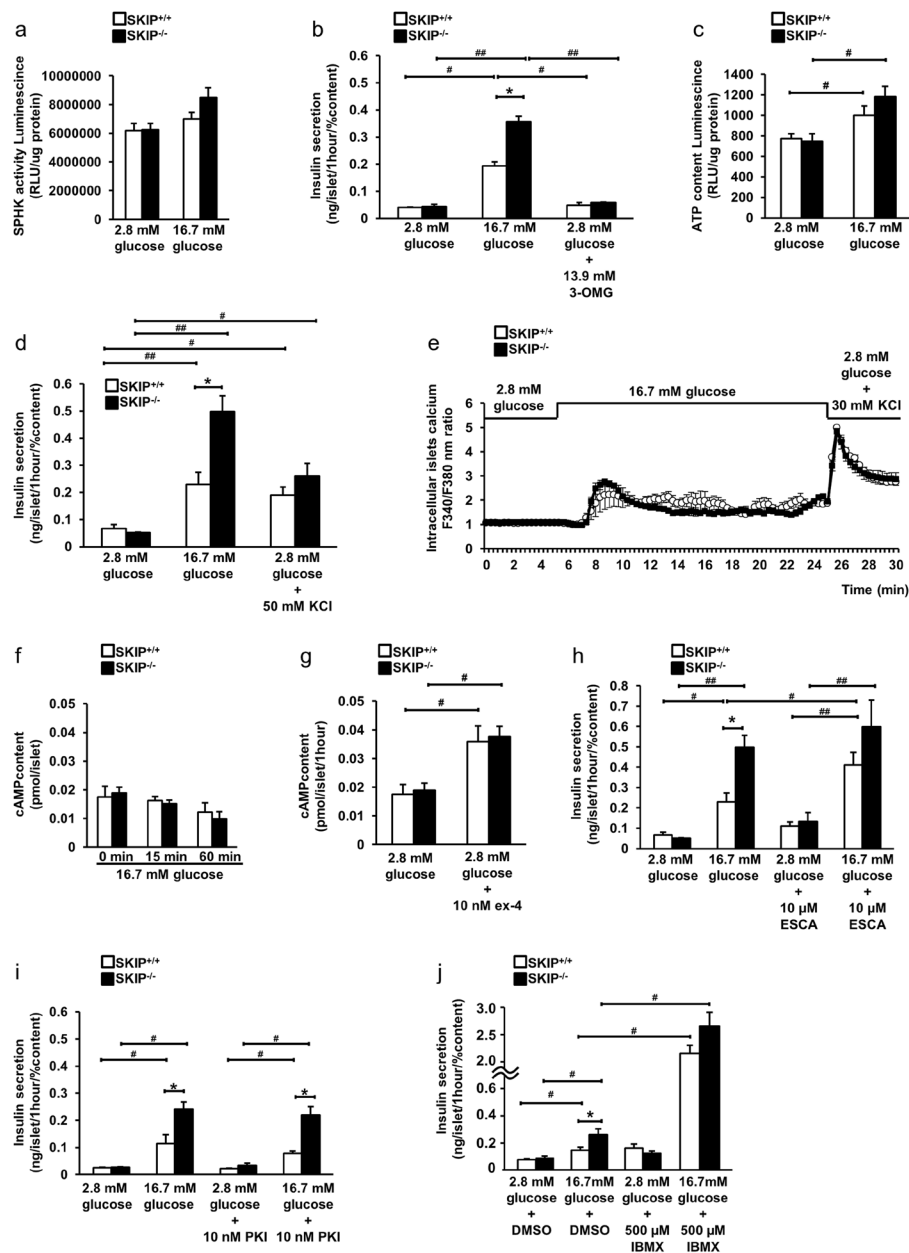 a
SKIP+/+
SKIP-/-
SPHK activity Luminescence
(RLU/ug protein)
10000000
8000000
6000000
4000000
2000000
0
2.8 mM
glucose
16.7 mM
glucose
b
SKIP+/+
SKIP-/-
##
##
#
#
*
Insulin secretion
(ng/islet/1hour/%content)
0.6
0.5
0.4
0.3
0.2
0.1
0
2.8 mM
glucose
16.7 mM
glucose
2.8 mM
glucose
+
13.9 mM
3-OMG
c
SKIP+/+
SKIP-/-
#
#
ATP content Luminescince
(RLU/ug protein)
1400
1200
1000
800
600
400
200
0
2.8 mM
glucose
16.7 mM
glucose
d
#
##
#
##
SKIP+/+
SKIP-/-
*
Insulin secretion
(ng/islet/1hour/%content)
0.6
0.5
0.4
0.3
0.2
0.1
0
2.8 mM
glucose
16.7 mM
glucose
2.8 mM
glucose
+
50 mM KCl
e
SKIP+/+
SKIP-/-
2.8 mM
glucose
16.7 mM glucose
2.8 mM
glucose
+
30 mM KCl
Intracellular islets calcium
F340/F380 nm ratio
6
5
4
3
2
1
0
0 2 4 6 8 10 12 14 16 18 20 22 24 26 28 30
Time (min)
f
SKIP+/+
SKIP-/-
cAMPcontent
(pmol/islet)
0.05
0.04
0.03
0.02
0.01
0
0 min 15 min 60 min
16.7 mM glucose
g
SKIP+/+
SKIP-/-
#
#
cAMPcontent
(pmol/islet/1hour)
0.05
0.04
0.03
0.02
0.01
0
2.8 mM
glucose
2.8 mM
glucose
+
10 nM ex-4
h
SKIP+/+
SKIP-/-
##
##
#
#
##
*
Insulin secretion
(ng/islet/1hour/%content)
0.8
0.7
0.6
0.5
0.4
0.3
0.2
0.1
0
2.8 mM
glucose
16.7 mM
glucose
2.8 mM
glucose
+
10 µM
ESCA
16.7 mM
glucose
+
10 µM
ESCA
i
SKIP+/+
SKIP-/-
#
#
#
#
*
*
Insulin secretion
(ng/islet/1hour/%content)
0.6
0.5
0.4
0.3
0.2
0.1
0
2.8 mM
glucose
16.7 mM
glucose
2.8 mM
glucose
+
10 nM PKI
16.7 mM
glucose
+
10 nM PKI
j
SKIP+/+
SKIP-/-
#
#
#
#
*
Insulin secretion
(ng/islet/1hour/%content)
3.0
2.5
2.0
0.6
0.4
0.2
0
2.8 mM
glucose
+
DMSO
16.7mM
glucose
+
DMSO
2.8 mM
glucose
+
500 µM
IBMX
16.7mM
glucose
+
500 µM
IBMX